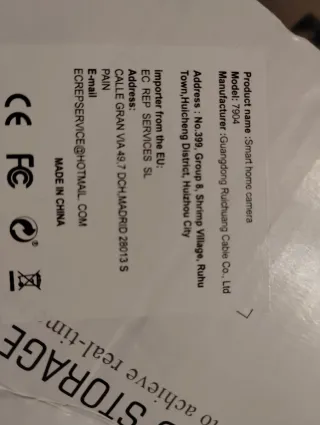 Product name :Smart home camera
Model: 7904
Manufacturer :Guangdong Ruichuang Cable Co., Ltd
Address : No.399, Group 8, Shrimp Village, Ruhu
Town,Huicheng District, Huizhou City
Importer from the EU:
EC REP SERVICES SL
Address:
CALLE GRAN VIA 49,7 DCH,MADRID 28013 S
PAIN
E-mail
ECREPSERVICE@HOTMAIL.COM
MADE IN CHINA
CE FC
to achieve real-tim
STORAGE